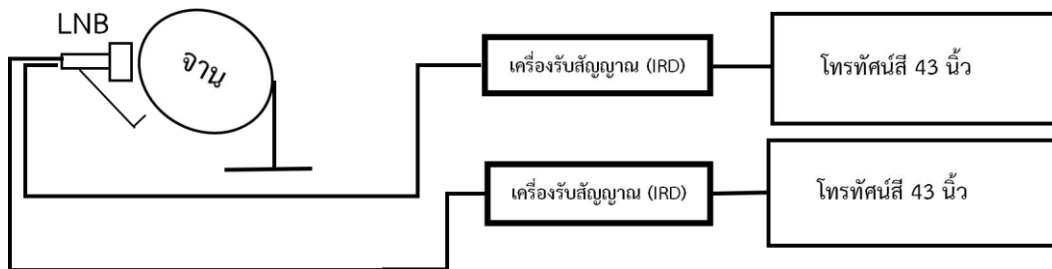 LNB
จาน
เครื่องรับสัญญาณ (IRD)
โทรทัศน์สี 43 นิ้ว
เครื่องรับสัญญาณ (IRD)
โทรทัศน์สี 43 นิ้ว